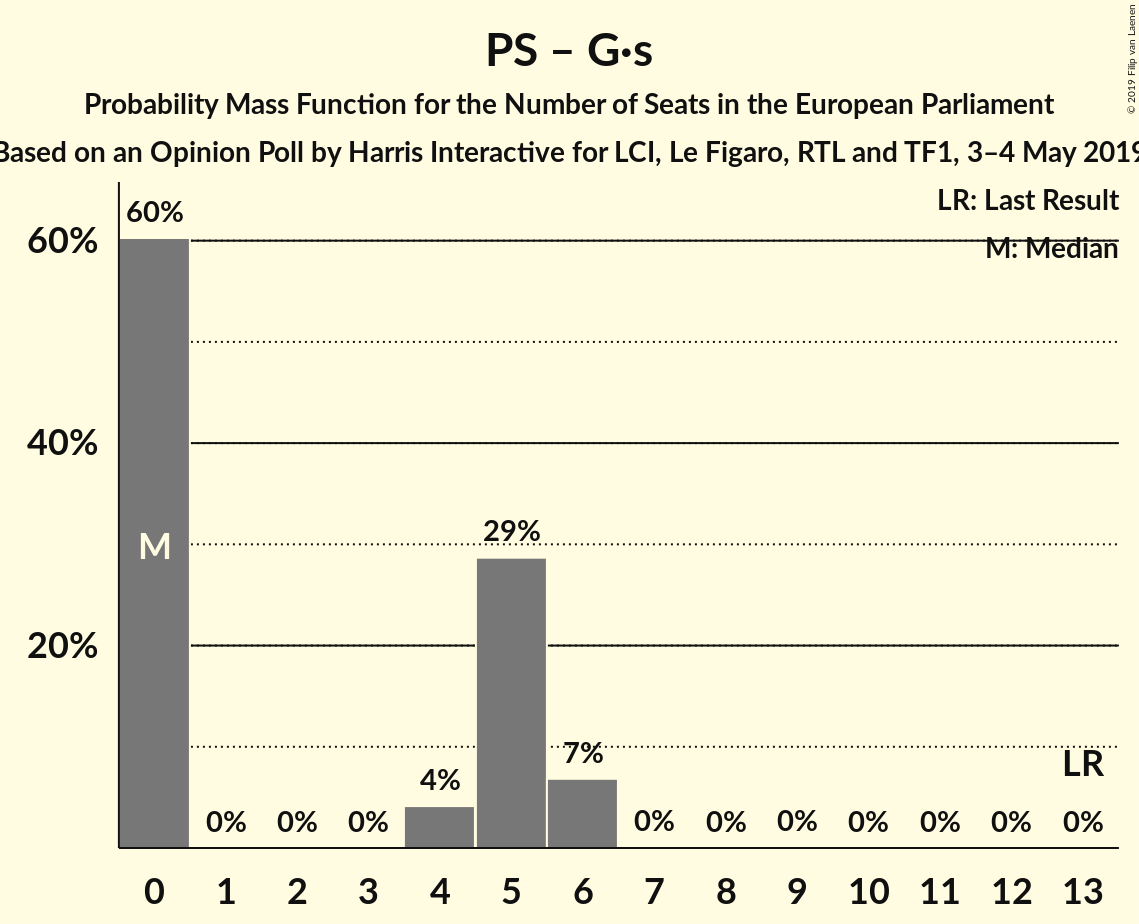 PS – G·s
Probability Mass Function for the Number of Seats in the European Parliament
Based on an Opinion Poll by Harris Interactive for LCI, Le Figaro, RTL and TF1, 3–4 May 2019
© 2019 Filip van Laenen
LR: Last Result
M: Median
60%
40%
20%
60%
0%
0%
0%
4%
29%
7%
0%
0%
0%
0%
0%
0%
0%
M
LR
0 1 2 3 4 5 6 7 8 9 10 11 12 13